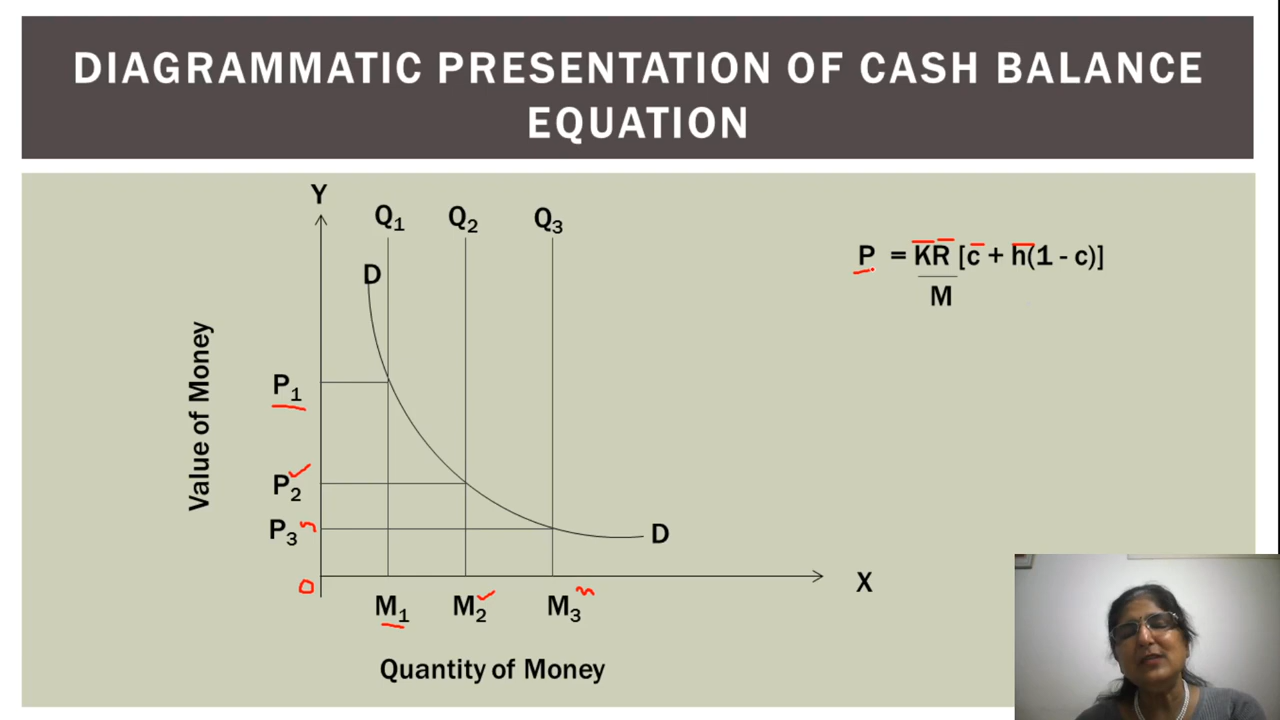 DIAGRAMMATIC PRESENTATION OF CASH BALANCE
EQUATION
Y
Q1 Q2 Q3
D
P = KR [c + h(1 - c)]
M
Value of Money
P1
P2
P3
D
0
X
M1 M2 M3
Quantity of Money